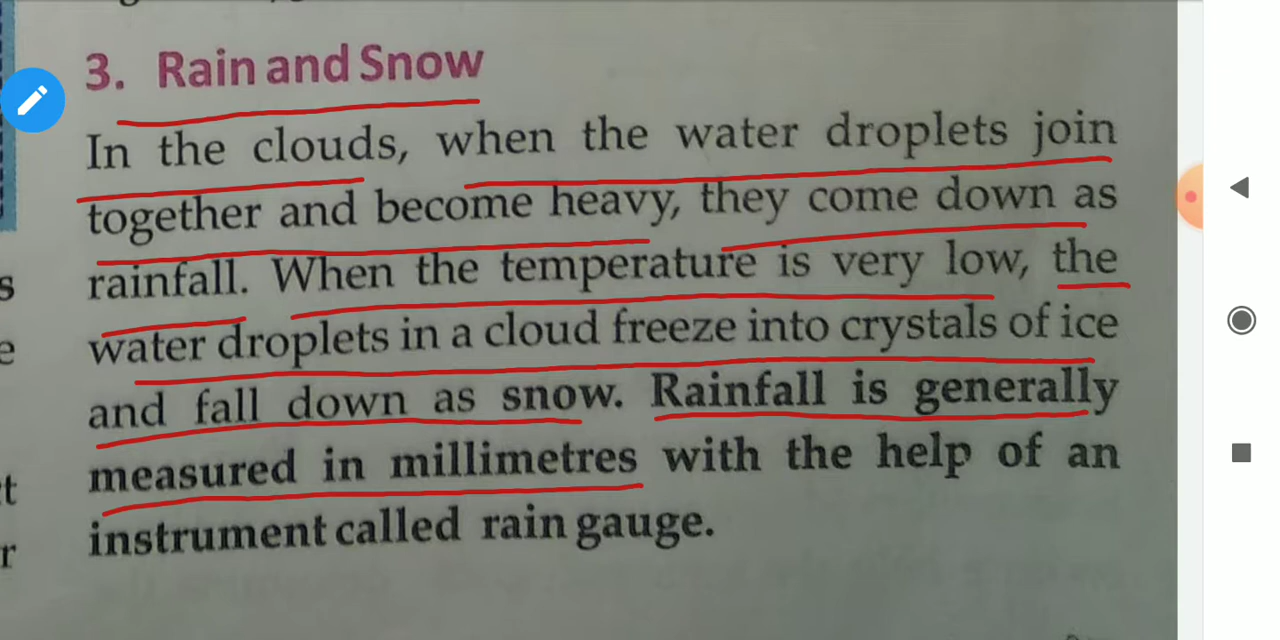 3. Rain and Snow
In the clouds, when the water droplets join
together and become heavy, they come down as
rainfall. When the temperature is very low, the
water droplets in a cloud freeze into crystals of ice
and fall down as snow. Rainfall is generally
measured in millimetres with the help of an
instrument called rain gauge.
s
e
t
r